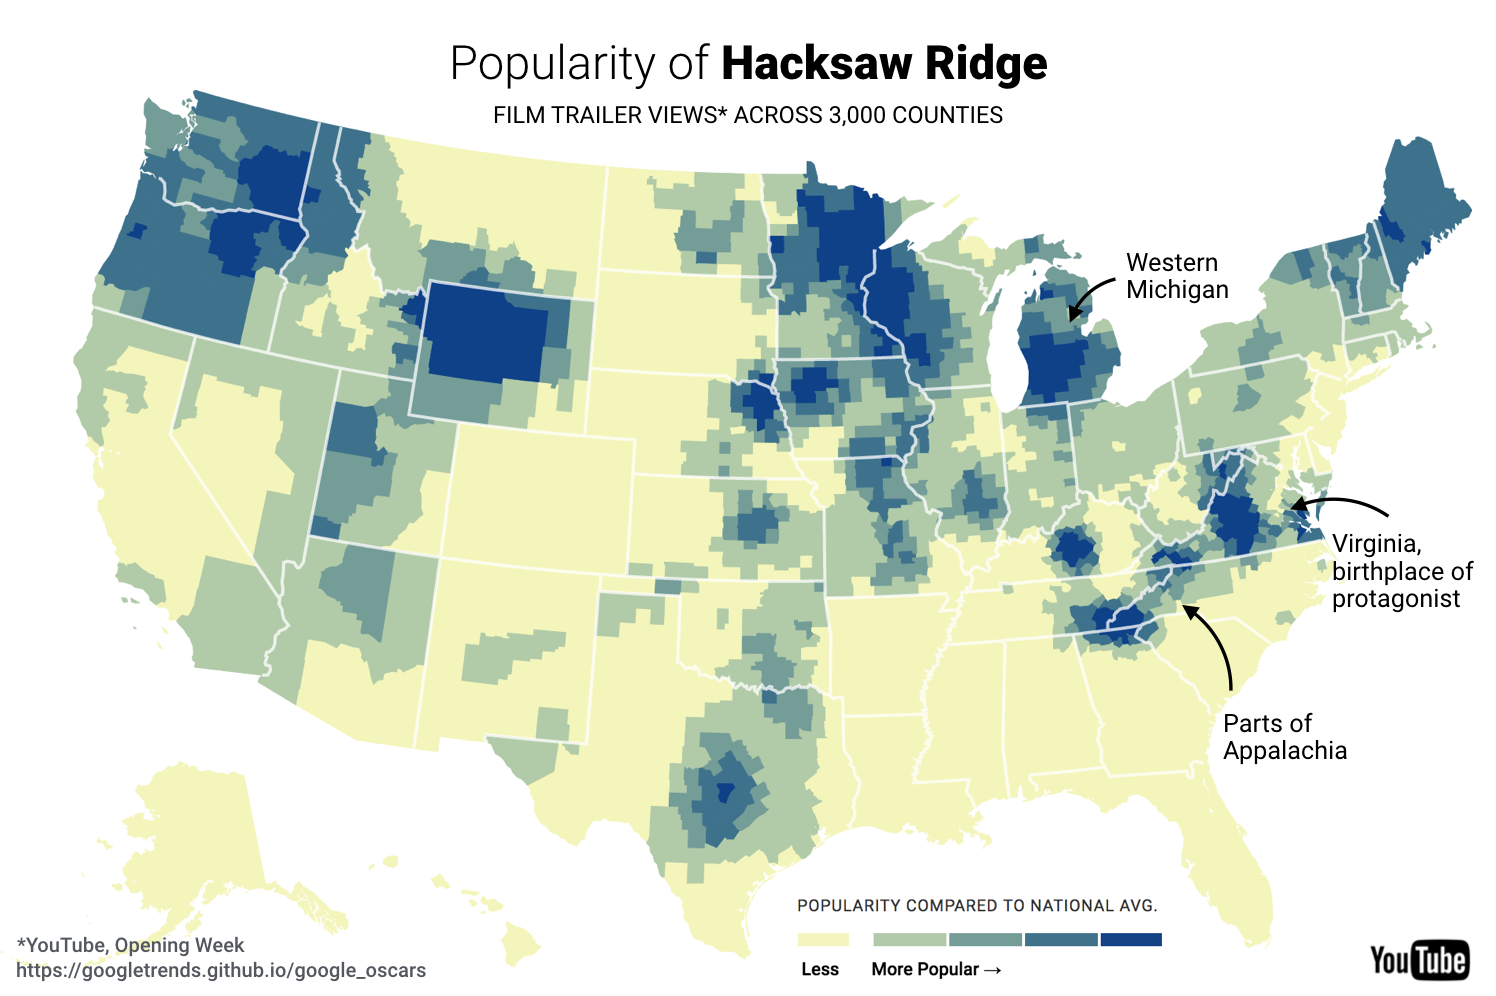 Popularity of Hacksaw Ridge
FILM TRAILER VIEWS* ACROSS 3,000 COUNTIES
Western
Michigan
Virginia,
birthplace of
protagonist
Parts of
Appalachia
POPULARITY COMPARED TO NATIONAL AVG.
Less
More Popular →
*YouTube, Opening Week
https://googletrends.github.io/google_oscars
YouTube